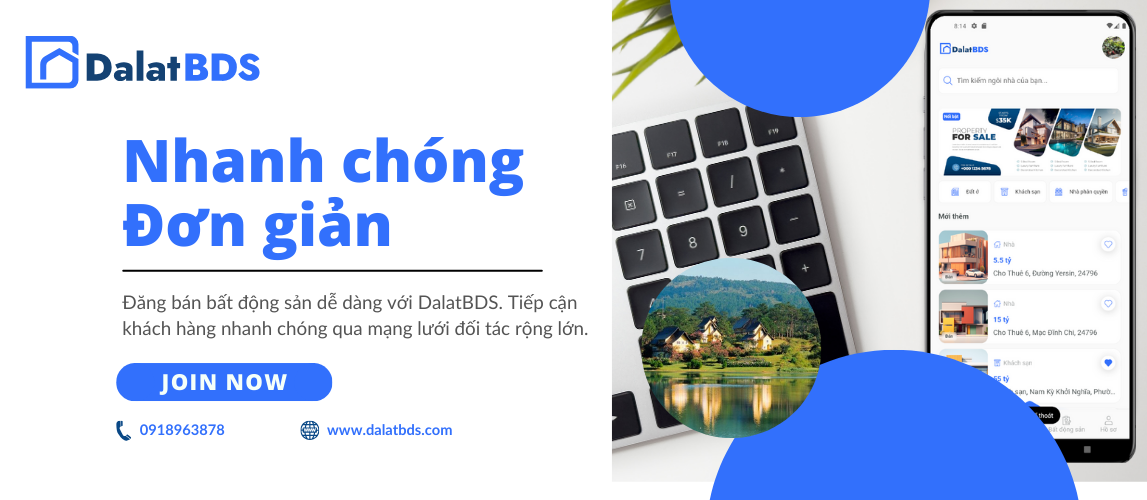 DalatBDS
Nhanh chóng
Đơn giản
Đăng bán bất động sản dễ dàng với DalatBDS. Tiếp cận
khách hàng nhanh chóng qua mạng lưới đối tác rộng lớn.
JOIN NOW
0918963878
www.dalatbds.com
F16
F17
F18
F19
=
/
*
7
8
9
−
+
8:14
DalatBDS
Tìm kiếm ngôi nhà của bạn...
Nổi bật
$35K
PROPERTY
FOR SALE
Đất ở
Khách sạn
Nhà phân quyền
Mới thêm
Nhà
5.5 tỷ
Cho Thuê 6, Đường Yersin, 24796
Bán
Nhà
15 tỷ
Cho Thuê 6, Mạc Đĩnh Chi, 24796
Bán
Khách sạn
55 tỷ
sạn, Nam Kỳ Khởi Nghĩa, Phườ...
thoát
Bất động sản
Hồ sơ